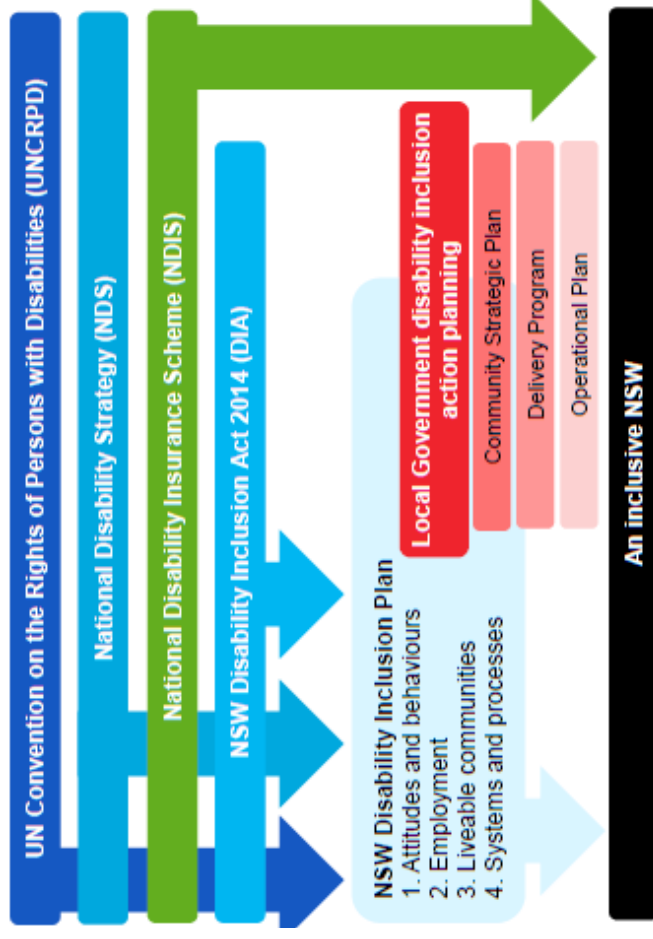 UN Convention on the Rights of Persons with Disabilities (UNCRPD)
National Disability Strategy (NDS)
National Disability Insurance Scheme (NDIS)
NSW Disability Inclusion Act 2014 (DIA)
NSW Disability Inclusion Plan
1. Attitudes and behaviours
2. Employment
3. Liveable communities
4. Systems and processes
Local Government disability inclusion
action planning
Community Strategic Plan
Delivery Program
Operational Plan
An inclusive NSW